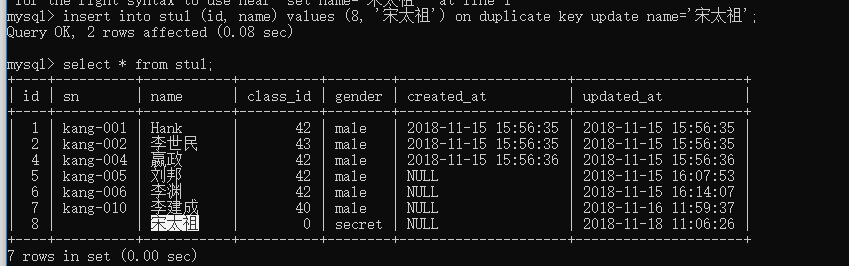 for the right syntax to use near 'set name='宋太祖'' at line 1
mysql> insert into stu1 (id, name) values (8, '宋太祖') on duplicate key update name='宋太祖';
Query OK, 2 rows affected (0.08 sec)
mysql> select * from stu1;
+----+----------+--------+----------+--------+---------------------+---------------------+
| id | sn | name | class_id | gender | created_at | updated_at |
+----+----------+--------+----------+--------+---------------------+---------------------+
| 1 | kang-001 | Hank | 42 | male | 2018-11-15 15:56:35 | 2018-11-15 15:56:35 |
| 2 | kang-002 | 李世民 | 43 | male | 2018-11-15 15:56:35 | 2018-11-15 15:56:35 |
| 4 | kang-004 | 嬴政 | 42 | male | 2018-11-15 15:56:36 | 2018-11-15 15:56:36 |
| 5 | kang-005 | 刘邦 | 42 | male | NULL | 2018-11-15 16:07:53 |
| 6 | kang-006 | 李渊 | 42 | male | NULL | 2018-11-15 16:14:07 |
| 7 | kang-010 | 李建成 | 40 | male | NULL | 2018-11-16 11:59:37 |
| 8 | | 宋太祖 | 0 | secret | NULL | 2018-11-18 11:06:26 |
+----+----------+--------+----------+--------+---------------------+---------------------+
7 rows in set (0.00 sec)